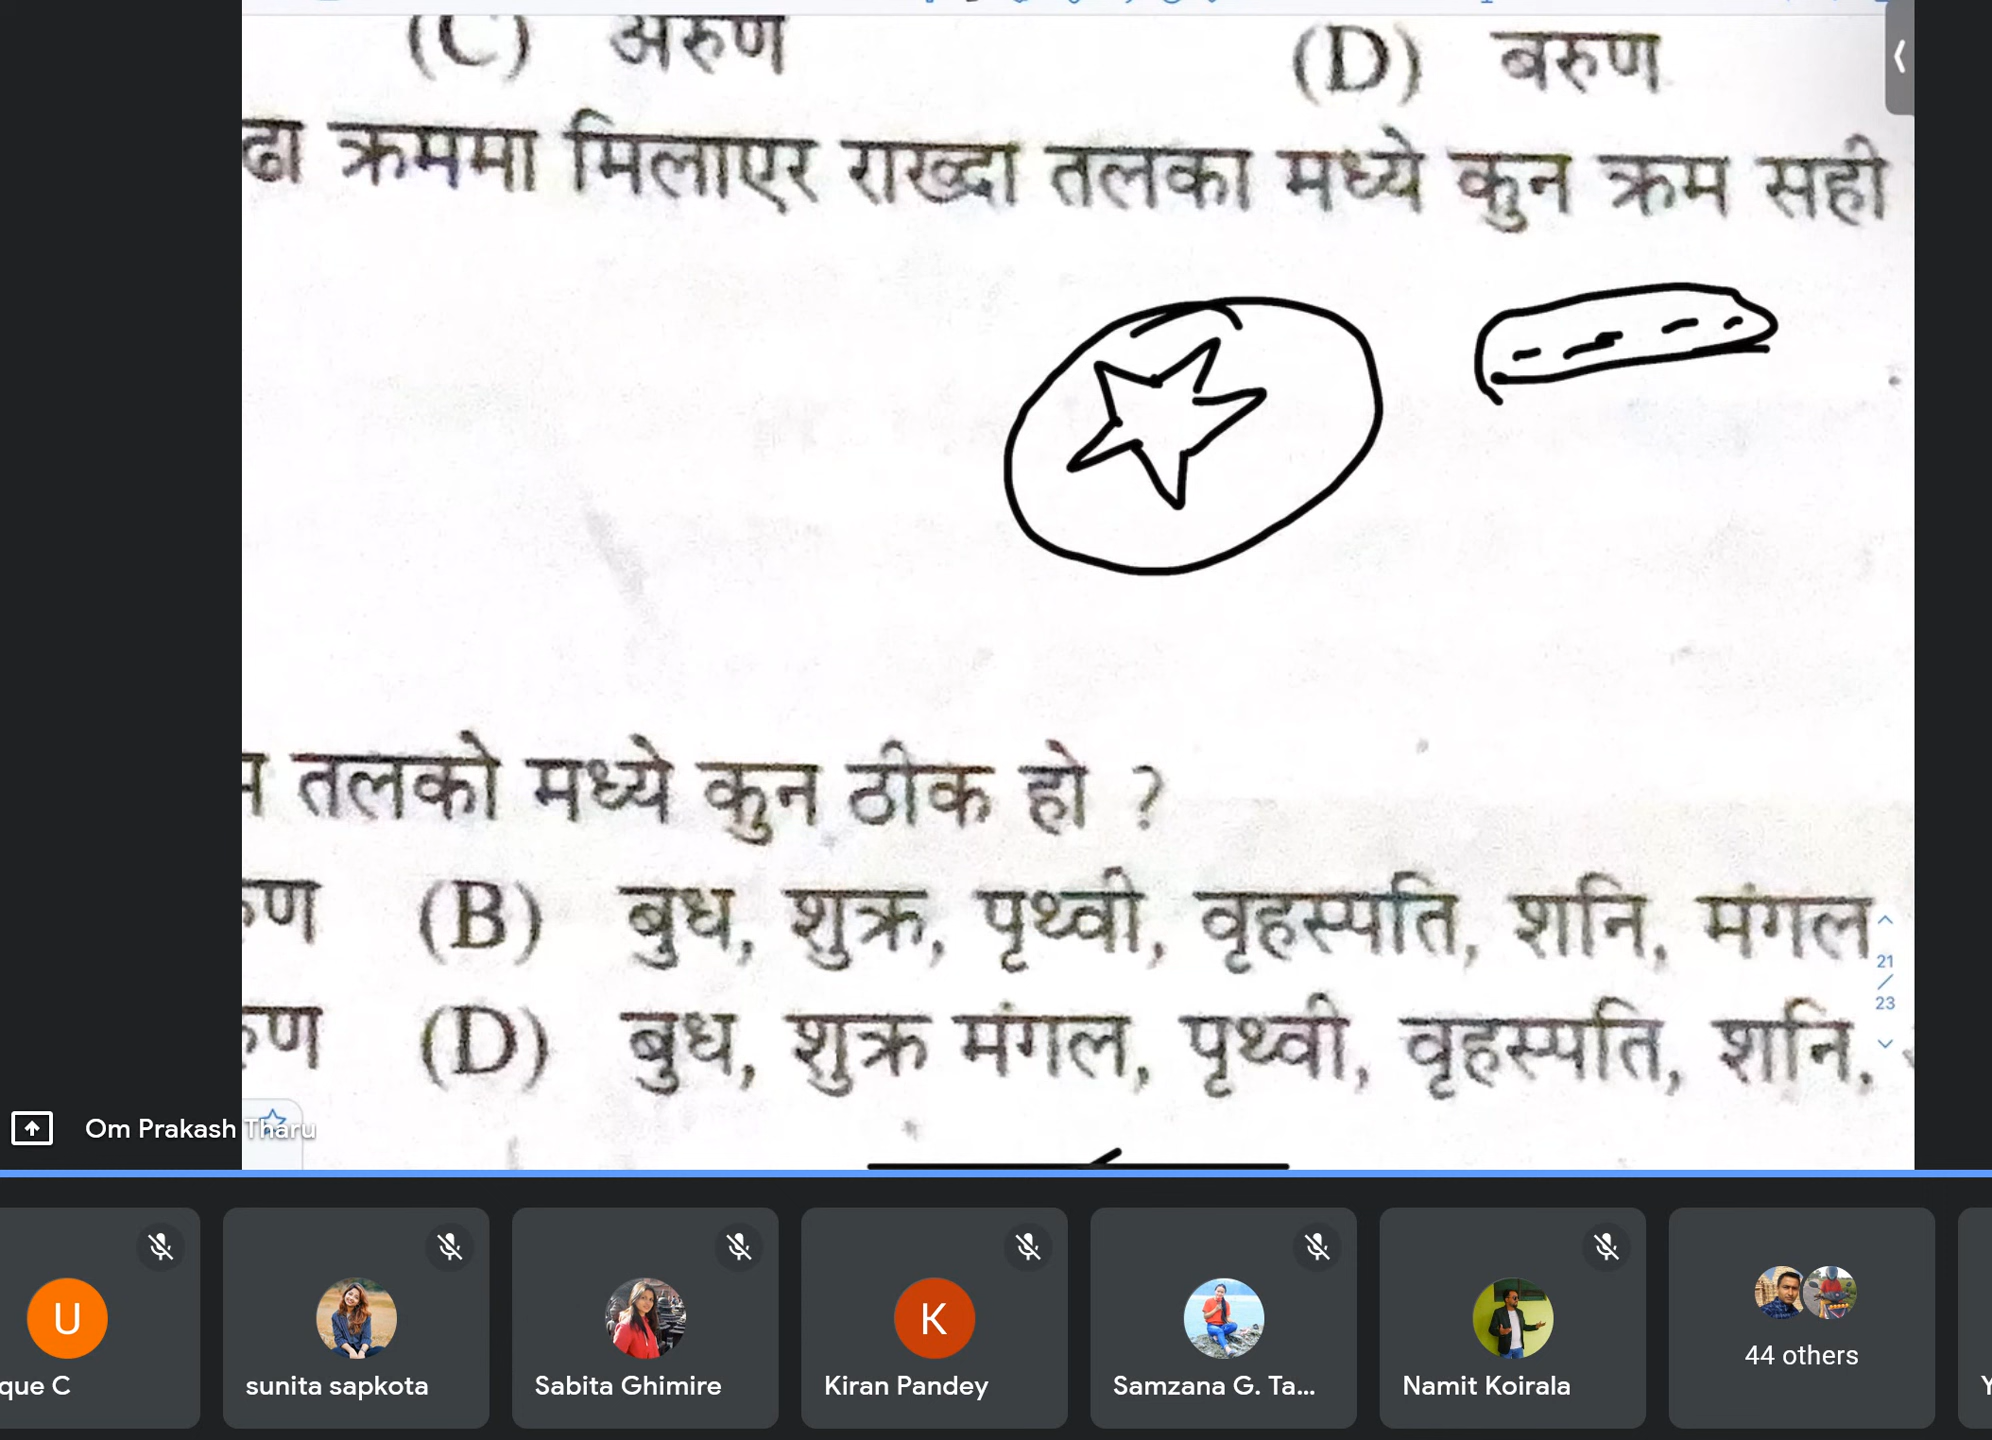 (C) अरुण (D) बरुण
ढा क्रममा मिलाएर राख्दा तलका मध्ये कुन क्रम सही
तलको मध्ये कुन ठीक हो ?
(B) बुध, शुक्र, पृथ्वी, वृहस्पति, शनि, मंगल
(D) बुध, शुक्र मंगल, पृथ्वी, वृहस्पति, शनि,
21
/
23
Om Prakash Tharu
U
K
que C
sunita sapkota
Sabita Ghimire
Kiran Pandey
Samzana G. Ta...
Namit Koirala
44 others